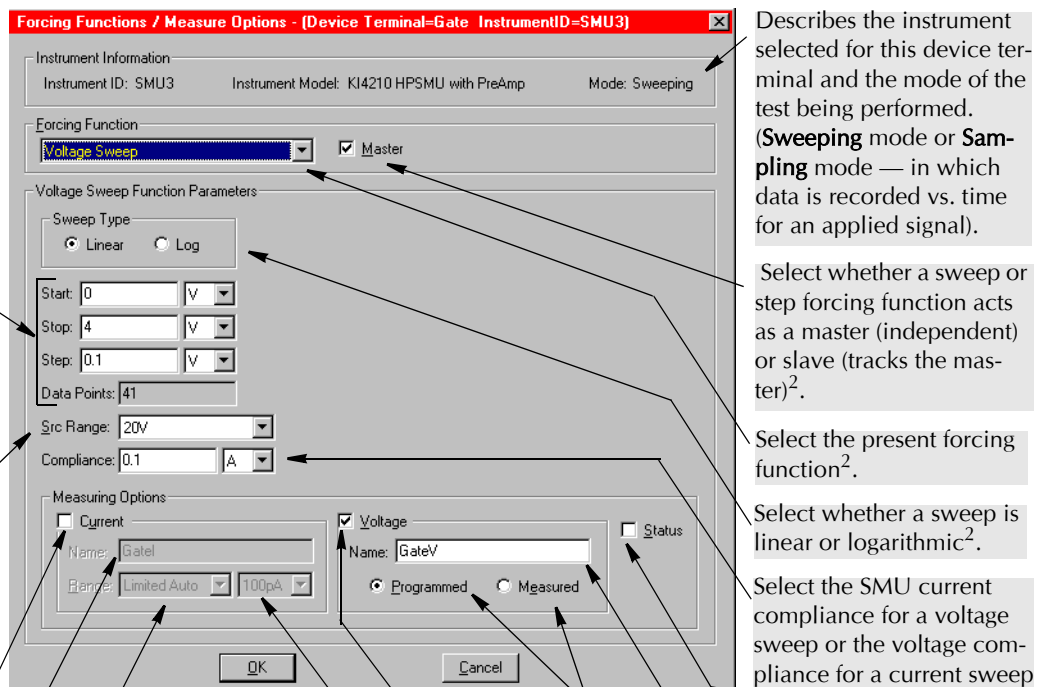 Forcing Functions / Measure Options - (Device Terminal=Gate InstrumentID=SMU3)
Instrument Information
Instrument ID: SMU3 Instrument Model: KI4210 HPSMU with PreAmp Mode: Sweeping
Forcing Function
Voltage Sweep Master
Voltage Sweep Function Parameters
Sweep Type
Linear Log
Start: 0 V
Stop: 4 V
Step: 0.1 V
Data Points: 41
Src Range: 20V
Compliance: 0.1 A
Measuring Options
Current
Name: GateI
Range: Limited Auto 100pA
Voltage
Name: GateV
Programmed Measured
Status
OK Cancel
Describes the instrument
selected for this device ter-
minal and the mode of the
test being performed.
(Sweeping mode or Sam-
pling mode — in which
data is recorded vs. time
for an applied signal).
Select whether a sweep or
step forcing function acts
as a master (independent)
or slave (tracks the mas-
ter)2.
Select the present forcing
function2.
Select whether a sweep is
linear or logarithmic2.
Select the SMU current
compliance for a voltage
sweep or the voltage com-
pliance for a current sweep